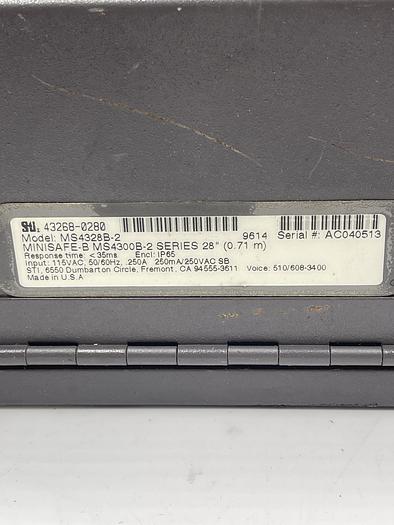 STI 43268-0280
Model: MS4328B-2 9614 Serial #: AC040513
MINISAFE-B MS4300B-2 SERIES 28" (0.71 m)
Response time: <35ms Encl: IP65
Input: 115VAC, 50/60Hz, .250A 250mA/250VAC SB
STI, 6550 Dumbarton Circle, Fremont, CA 94555-3611 Voice: 510/608-3400
Made in U.S.A